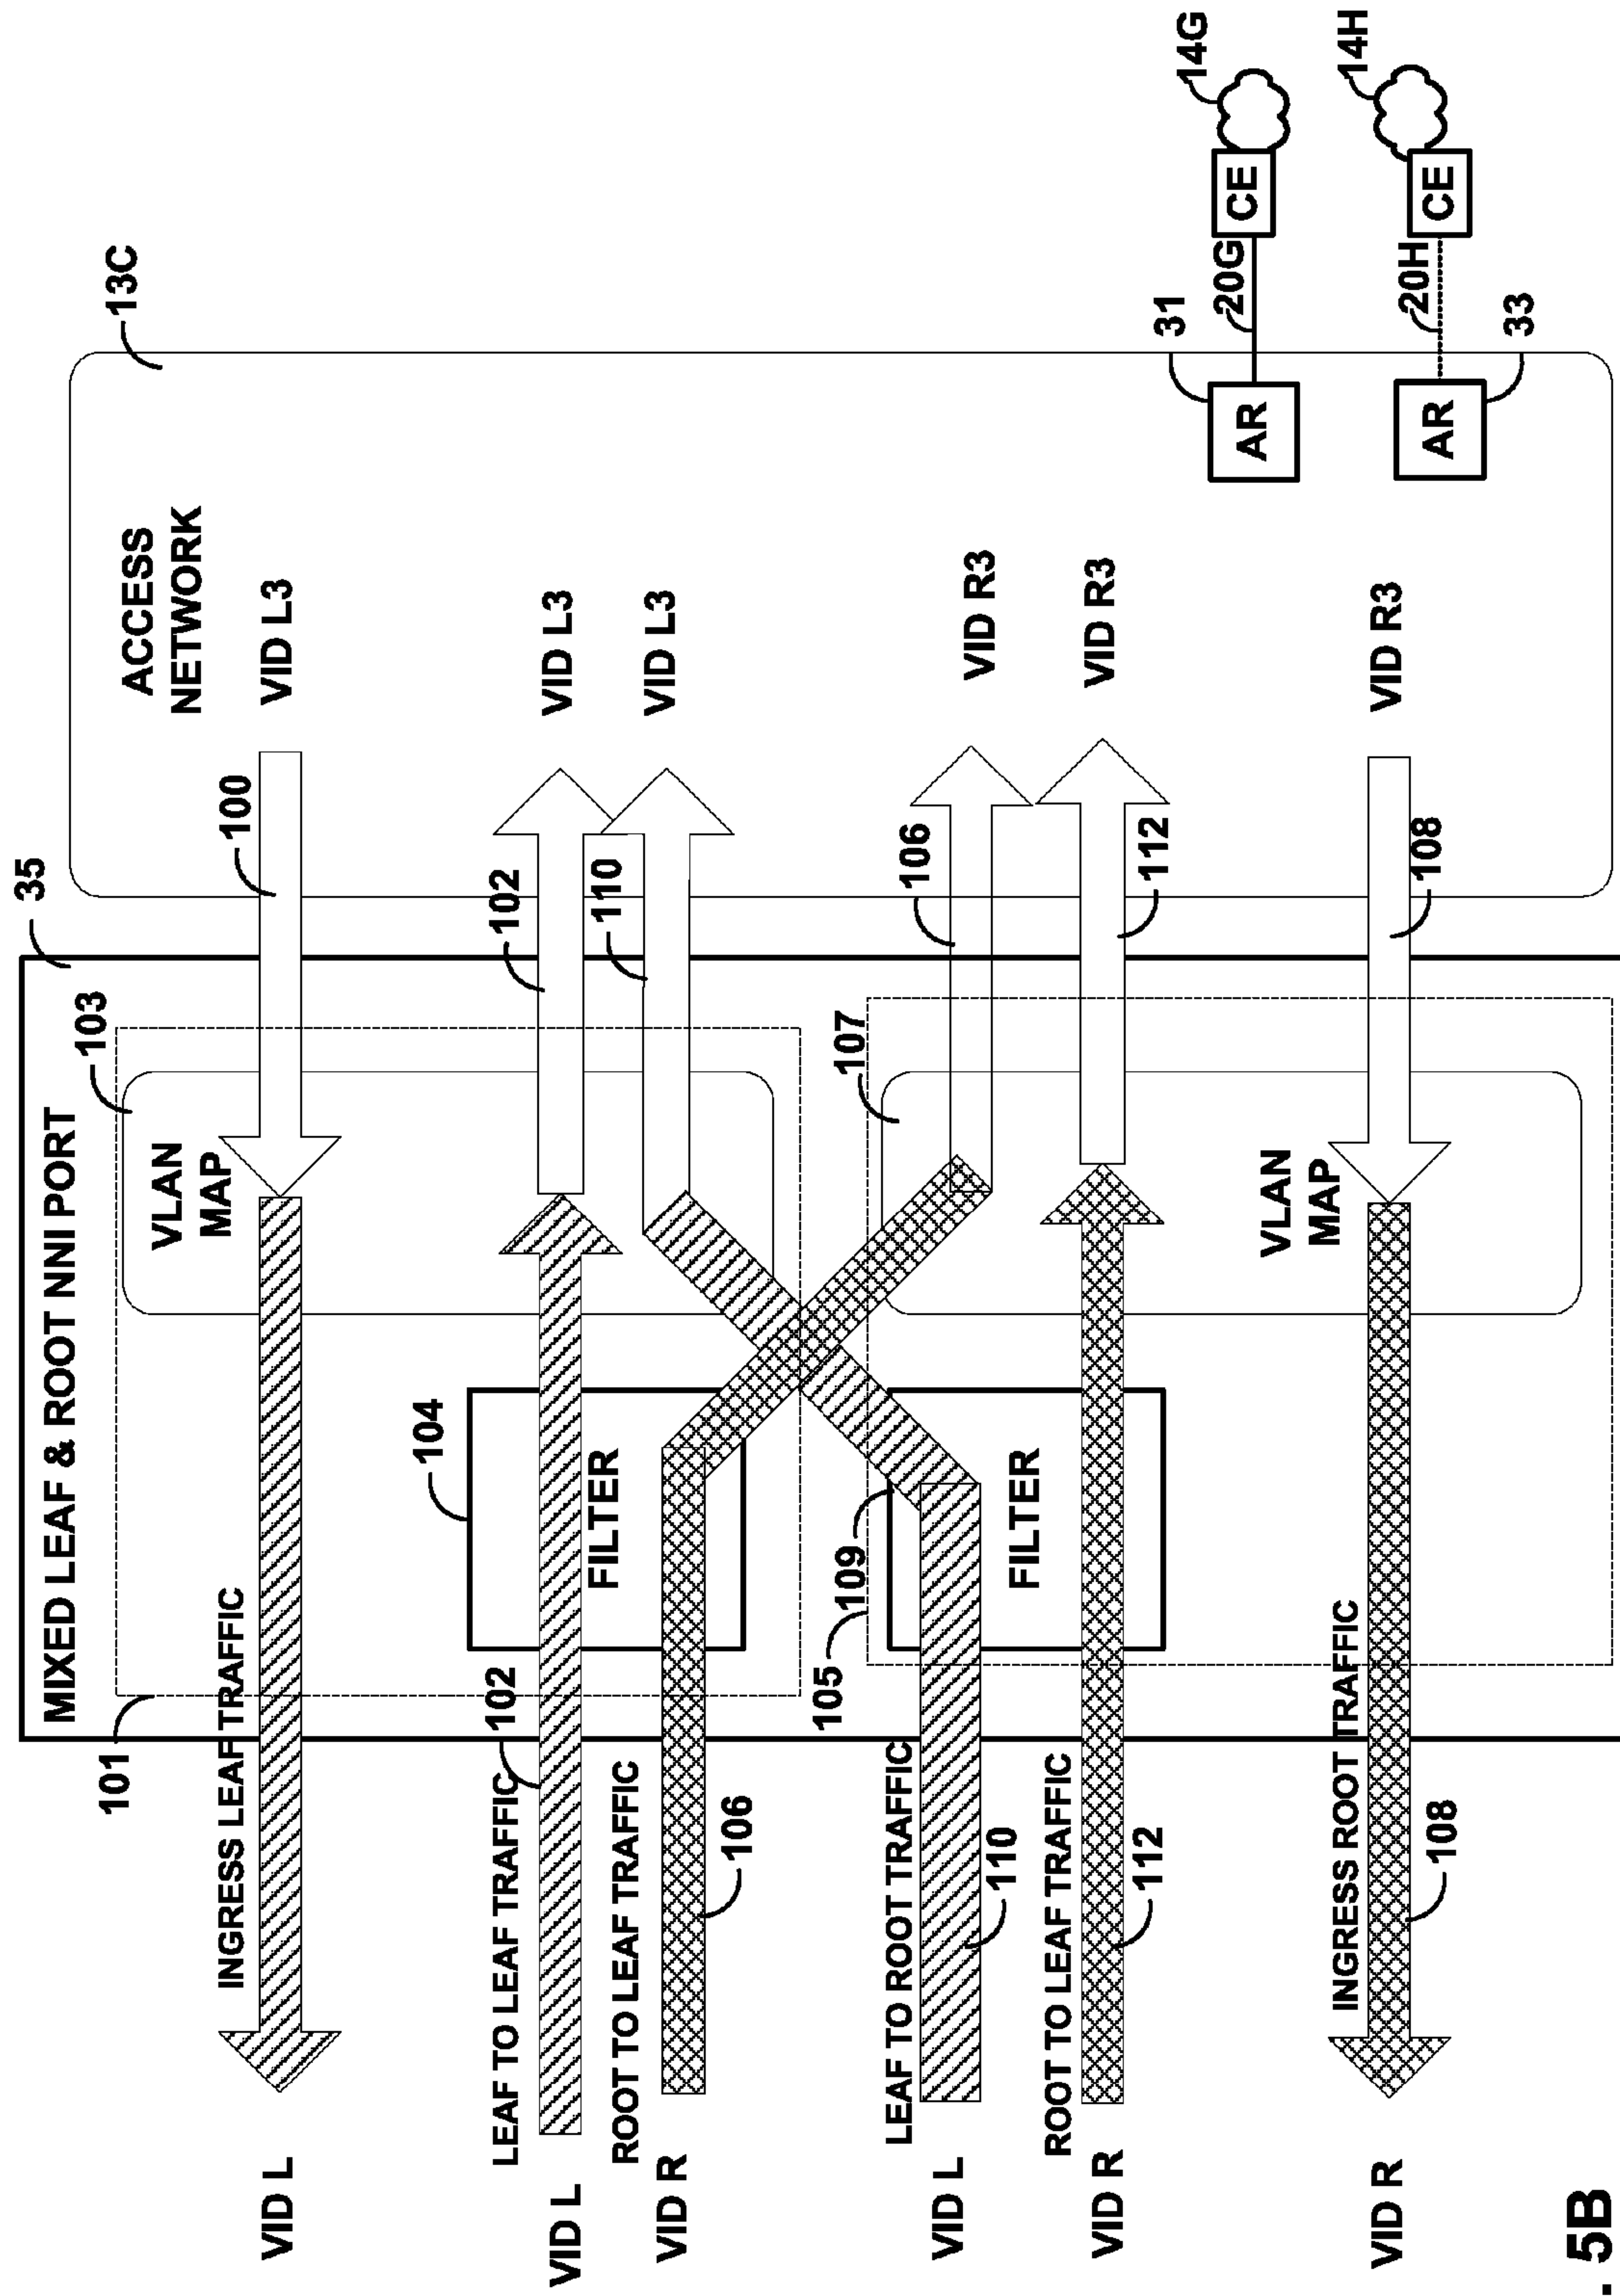 MIXED LEAF & ROOT NNI PORT
35
13C
ACCESS
NETWORK
101
103
VLAN
MAP
VID L
INGRESS LEAF TRAFFIC
100
VID L3
104
FILTER
VID L
LEAF TO LEAF TRAFFIC
102
102
VID L3
VID R
ROOT TO LEAF TRAFFIC
106
110
VID L3
105
109
107
FILTER
VID L
LEAF TO ROOT TRAFFIC
110
106
VID R3
VID R
ROOT TO LEAF TRAFFIC
112
112
VID R3
VLAN
MAP
VID R
INGRESS ROOT TRAFFIC
108
108
VID R3
31
AR
20G
CE
14G
33
AR
20H
CE
14H
. 5B